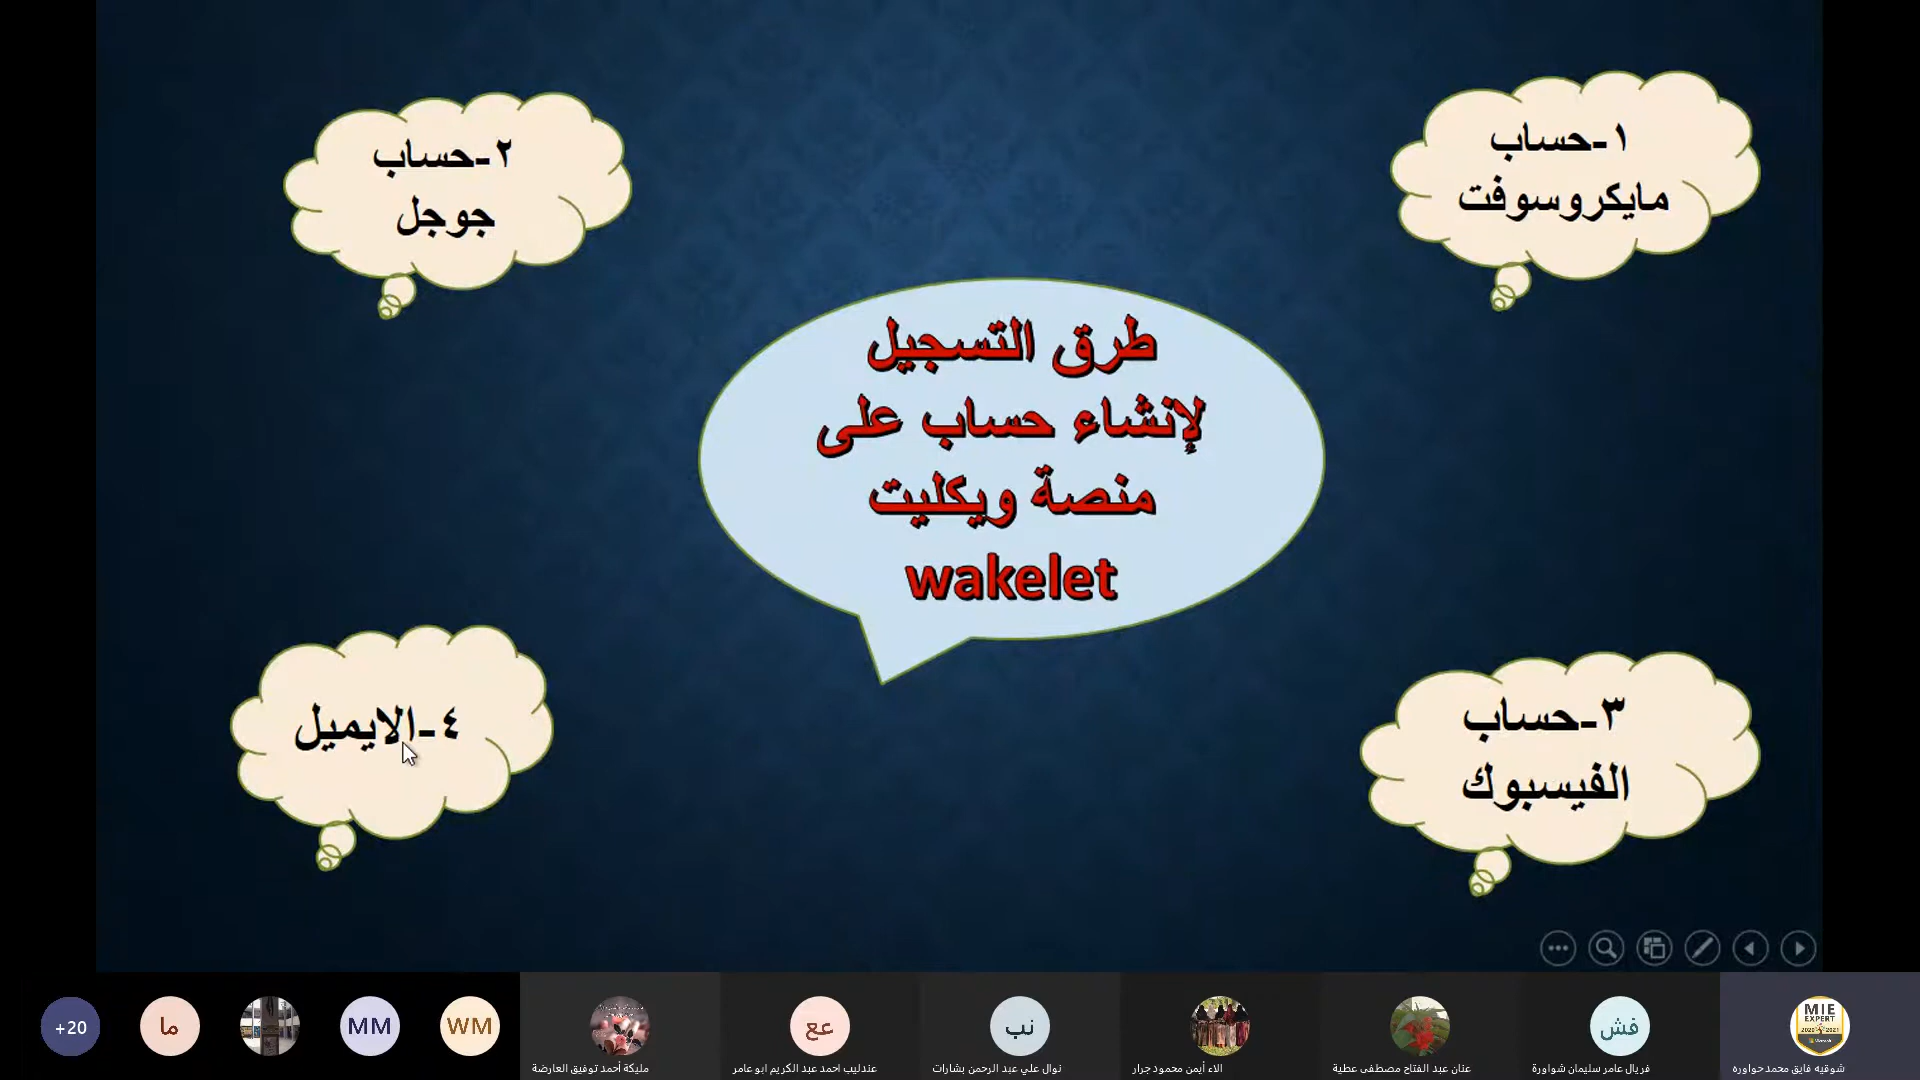 ١-حساب
مايكروسوفت
٢-حساب
جوجل
طرق التسجيل
لإنشاء حساب على
منصة ويكليت
wakelet
٣-حساب
الفيسبوك
٤-الايميل
+20
ما
MM
WM
مليكة أحمد توفيق العارضة
عع
عندليب احمد عبد الكريم ابو عامر
نب
نوال علي عبد الرحمن بشارات
الاء أيمن محمود جرار
عنان عبد الفتاح مصطفى عطية
فش
فريال عامر سليمان شواورة
MIE
EXPERT
2020 2021
Microsoft
شوقيه فايق محمد حواوره